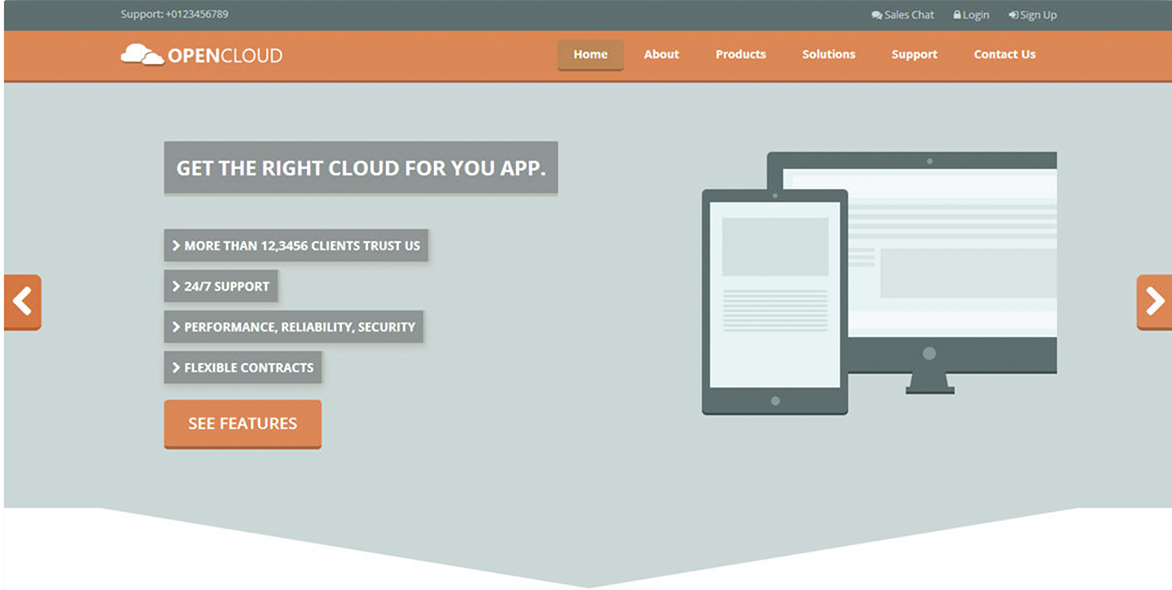 Support: +0123456789 Sales Chat Login Sign Up
OPENCLOUD Home About Products Solutions Support Contact Us
GET THE RIGHT CLOUD FOR YOU APP.
MORE THAN 12,3456 CLIENTS TRUST US
24/7 SUPPORT
PERFORMANCE, RELIABILITY, SECURITY
FLEXIBLE CONTRACTS
SEE FEATURES